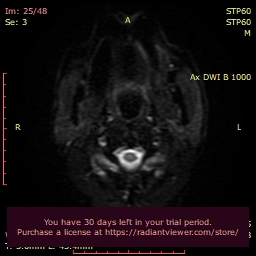 Im: 25/48
Se: 3
A
STP60
STP60
M
Ax DWI B 1000
R
L
You have 30 days left in your trial period.
Purchase a license at https://radiantviewer.com/store/